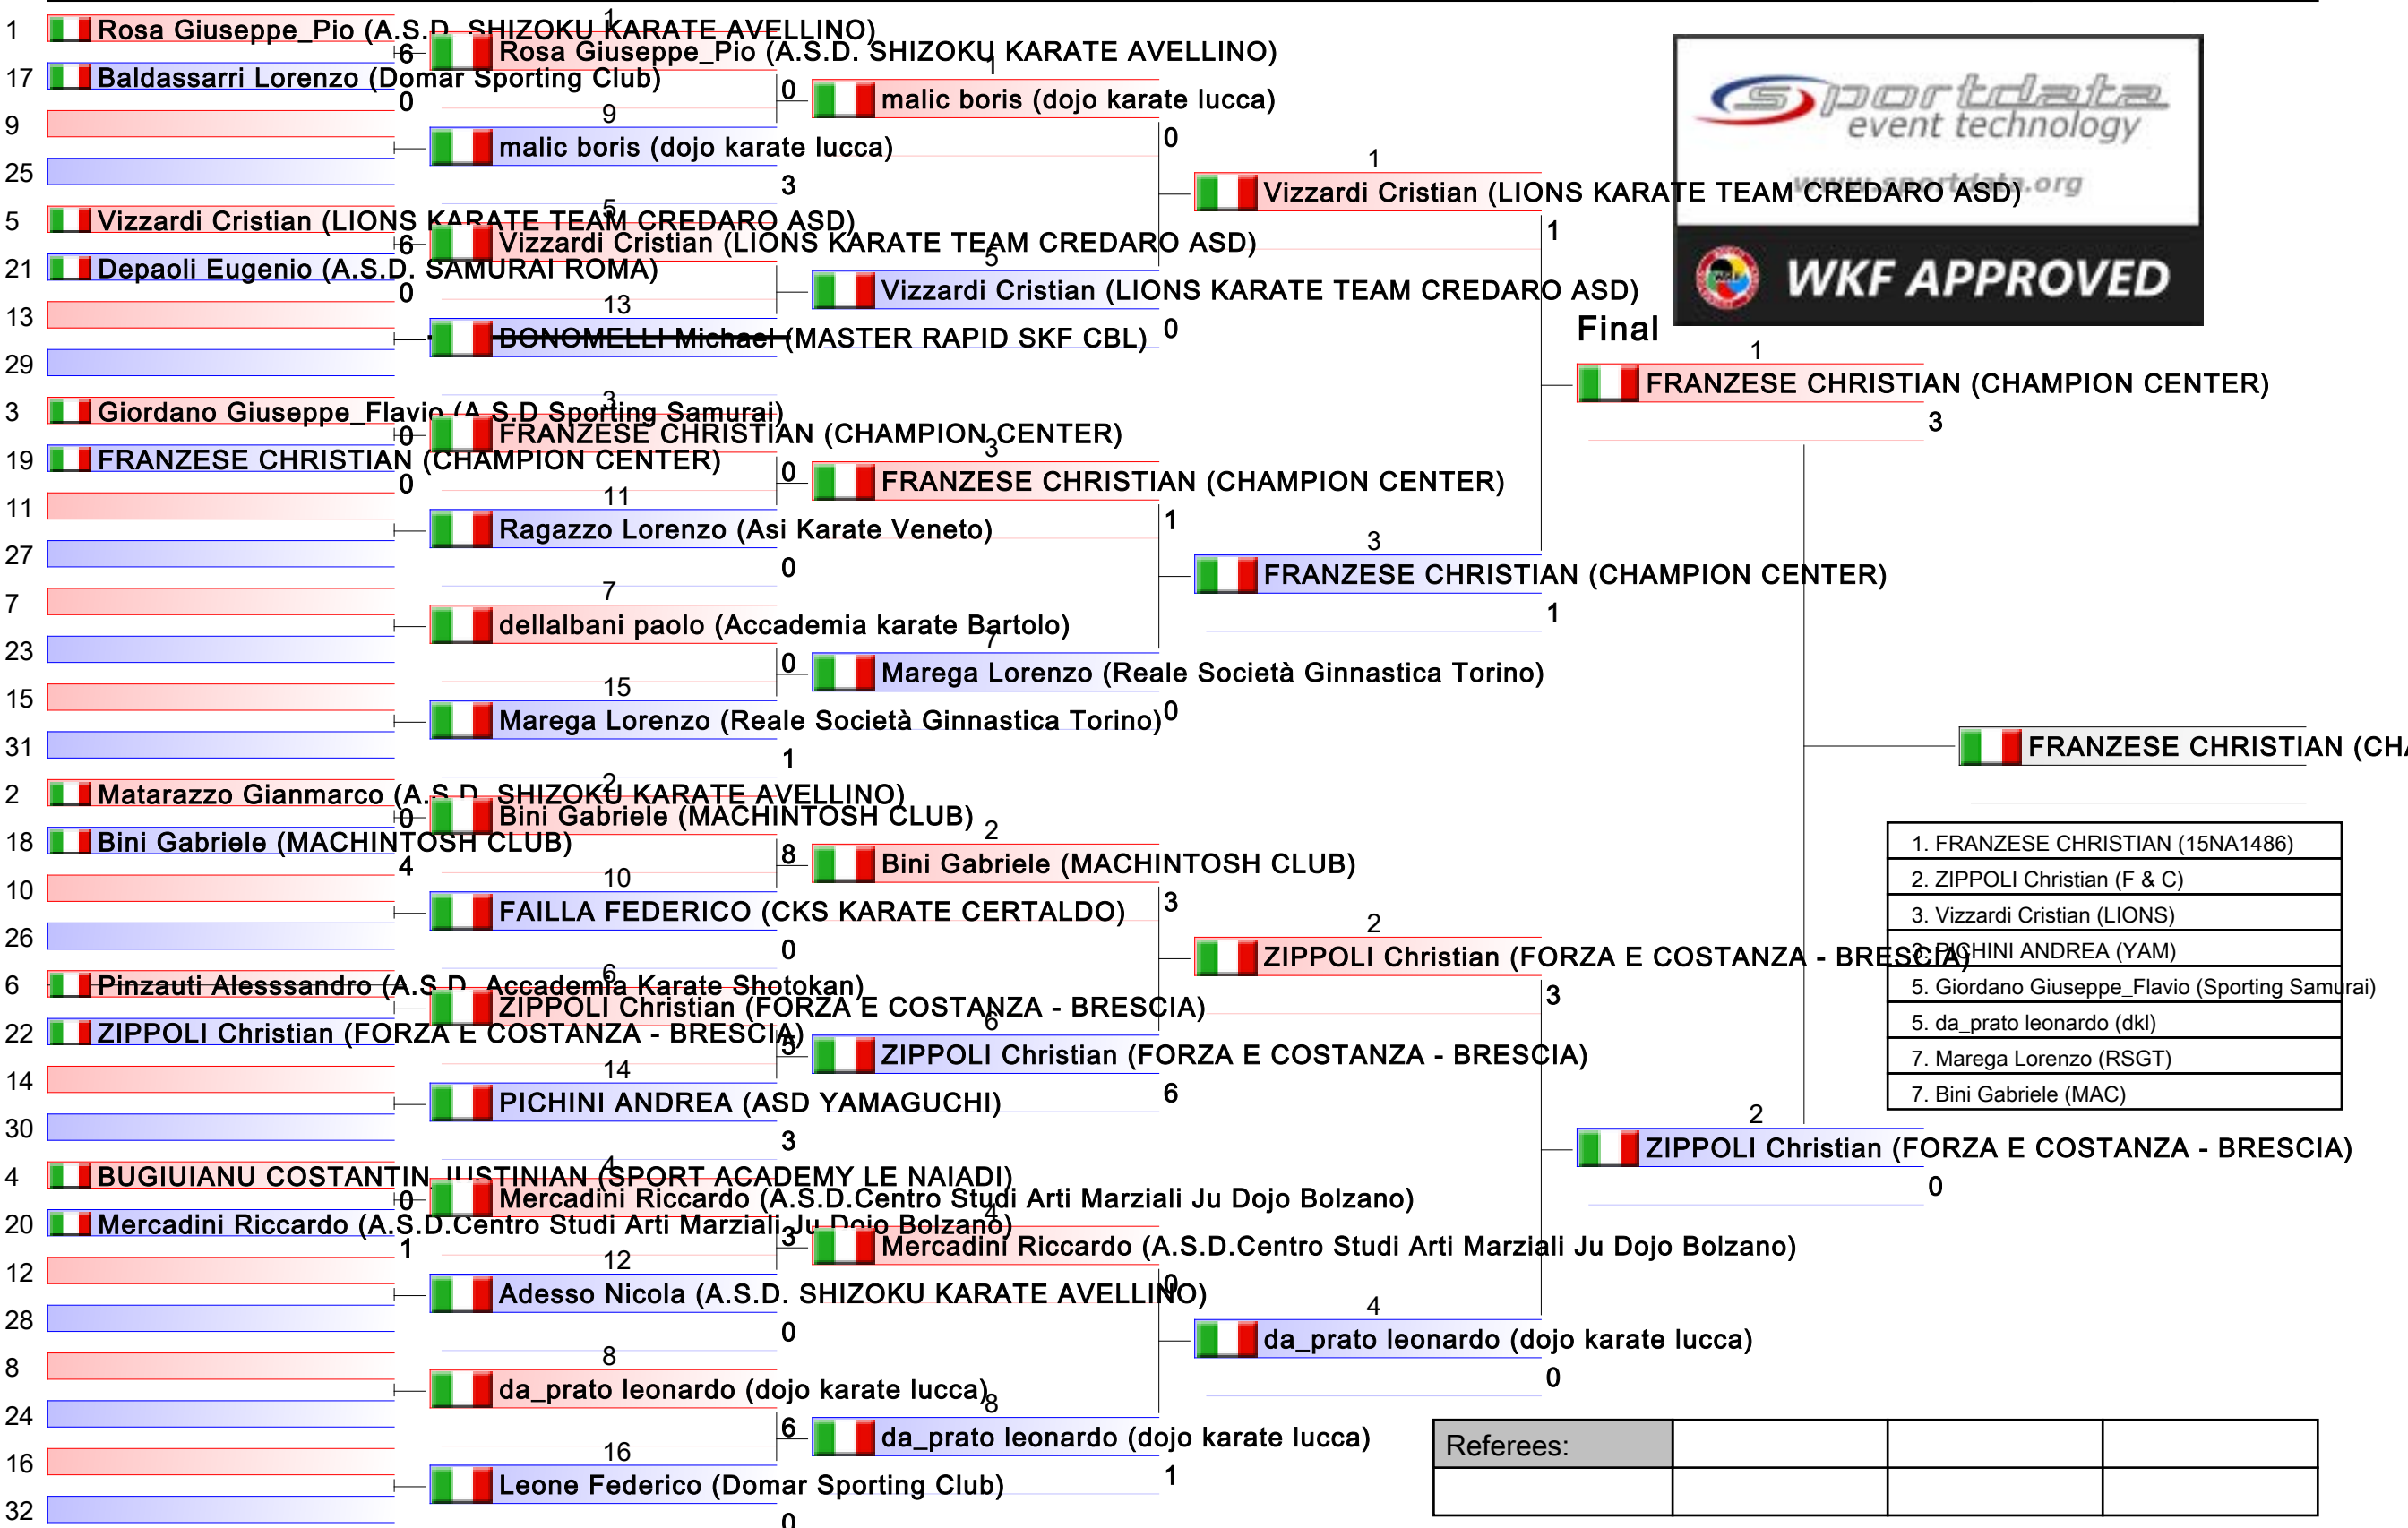 1 Rosa Giuseppe_Pio (A.S.D. SHIZOKU KARATE AVELLINO)
6
17 Baldassarri Lorenzo (Domar Sporting Club)
0
9
25
5 Vizzardi Cristian (LIONS KARATE TEAM CREDARO ASD)
6
21 Depaoli Eugenio (A.S.D. SAMURAI ROMA)
0
13
29
3 Giordano Giuseppe_Flavio (A.S.D Sporting Samurai)
0
19 FRANZESE CHRISTIAN (CHAMPION CENTER)
0
11
27
7
23
15
31
2 Matarazzo Gianmarco (A.S.D. SHIZOKU KARATE AVELLINO)
0
18 Bini Gabriele (MACHINTOSH CLUB)
4
10
26
6 Pinzauti Alesssandro (A.S.D. Accademia Karate Shotokan)
22 ZIPPOLI Christian (FORZA E COSTANZA - BRESCIA)
14
30
4 BUGIUIANU COSTANTIN IUSTINIAN (SPORT ACADEMY LE NAIADI)
0
20 Mercadini Riccardo (A.S.D.Centro Studi Arti Marziali Ju Dojo Bolzano)
1
12
28
8
24
16
32
1
Rosa Giuseppe_Pio (A.S.D. SHIZOKU KARATE AVELLINO)
0
9
malic boris (dojo karate lucca)
3
5
Vizzardi Cristian (LIONS KARATE TEAM CREDARO ASD)
13
BONOMELLI Michael (MASTER RAPID SKF CBL)
3
FRANZESE CHRISTIAN (CHAMPION CENTER)
0
11
Ragazzo Lorenzo (Asi Karate Veneto)
0
7
dellalbani paolo (Accademia karate Bartolo)
0
15
Marega Lorenzo (Reale Società Ginnastica Torino)
1
2
Bini Gabriele (MACHINTOSH CLUB)
8
10
FAILLA FEDERICO (CKS KARATE CERTALDO)
0
6
ZIPPOLI Christian (FORZA E COSTANZA - BRESCIA)
5
14
PICHINI ANDREA (ASD YAMAGUCHI)
3
4
Mercadini Riccardo (A.S.D.Centro Studi Arti Marziali Ju Dojo Bolzano)
3
12
Adesso Nicola (A.S.D. SHIZOKU KARATE AVELLINO)
0
8
da_prato leonardo (dojo karate lucca)
6
16
Leone Federico (Domar Sporting Club)
0
1
malic boris (dojo karate lucca)
0
5
Vizzardi Cristian (LIONS KARATE TEAM CREDARO ASD)
0
3
FRANZESE CHRISTIAN (CHAMPION CENTER)
1
7
Marega Lorenzo (Reale Società Ginnastica Torino)
0
2
Bini Gabriele (MACHINTOSH CLUB)
3
6
ZIPPOLI Christian (FORZA E COSTANZA - BRESCIA)
6
4
Mercadini Riccardo (A.S.D.Centro Studi Arti Marziali Ju Dojo Bolzano)
0
8
da_prato leonardo (dojo karate lucca)
1
1
Vizzardi Cristian (LIONS KARATE TEAM CREDARO ASD)
1
3
FRANZESE CHRISTIAN (CHAMPION CENTER)
1
2
ZIPPOLI Christian (FORZA E COSTANZA - BRESCIA)
3
4
da_prato leonardo (dojo karate lucca)
0
sportdata
event technology
www.sportdata.org
WKF APPROVED
Final
1
FRANZESE CHRISTIAN (CHAMPION CENTER)
3
2
ZIPPOLI Christian (FORZA E COSTANZA - BRESCIA)
0
FRANZESE CHRISTIAN (CHA
1. FRANZESE CHRISTIAN (15NA1486)
2. ZIPPOLI Christian (F & C)
3. Vizzardi Cristian (LIONS)
3. PICHINI ANDREA (YAM)
5. Giordano Giuseppe_Flavio (Sporting Samurai)
5. da_prato leonardo (dkl)
7. Marega Lorenzo (RSGT)
7. Bini Gabriele (MAC)
Referees: